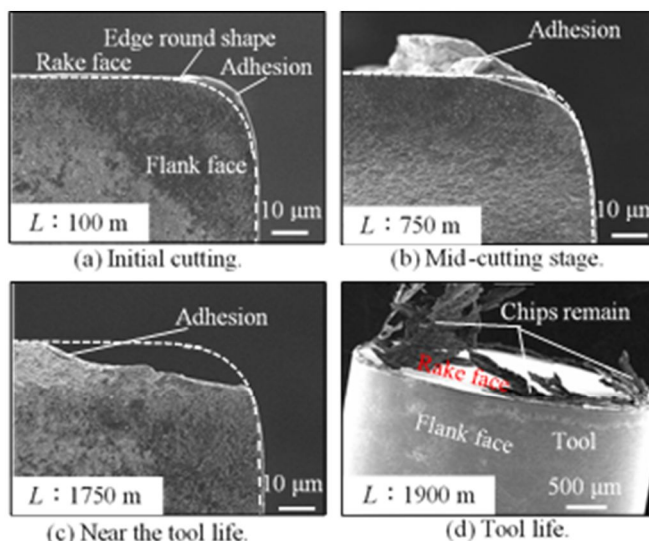 Edge round shape
Rake face
Adhesion
Flank face
L : 100 m
10 μm
(a) Initial cutting.
Adhesion
L : 750 m
10 μm
(b) Mid-cutting stage.
Adhesion
L : 1750 m
10 μm
(c) Near the tool life.
Chips remain
Rake face
Flank face
Tool
L : 1900 m
500 μm
(d) Tool life.